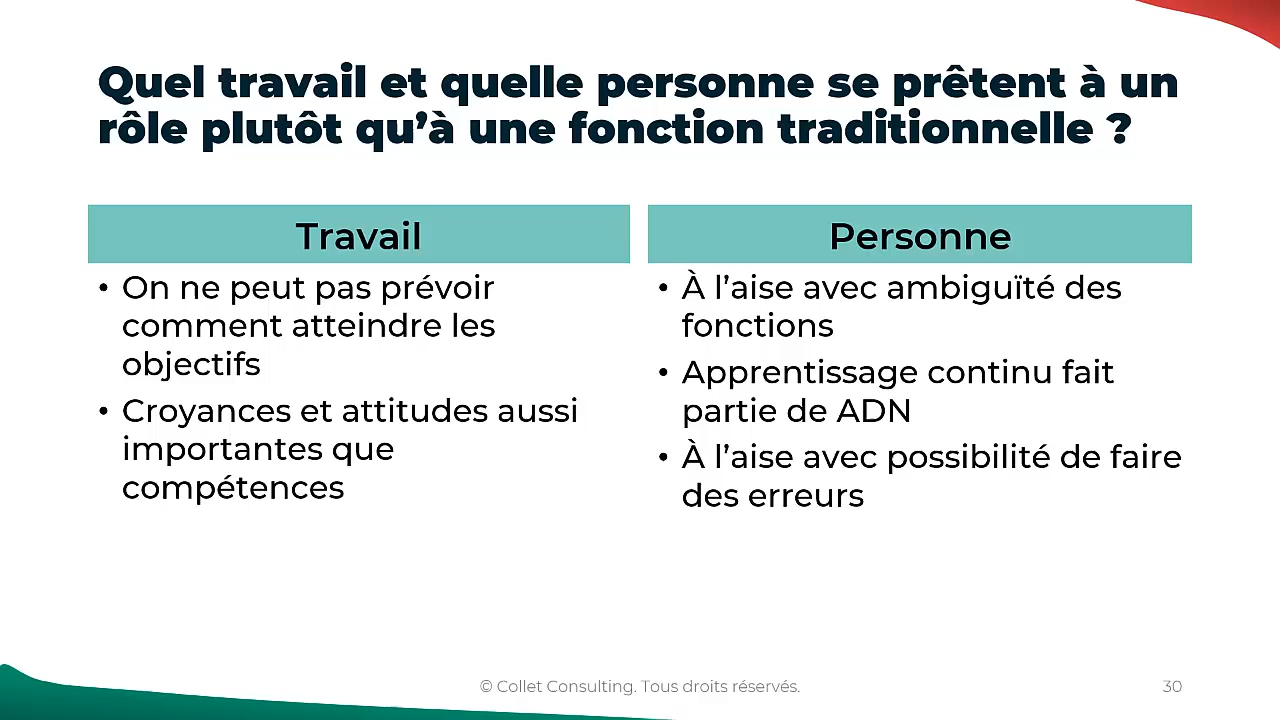 Quel travail et quelle personne se prêtent à un
rôle plutôt qu’à une fonction traditionnelle ?
Travail
• On ne peut pas prévoir
comment atteindre les
objectifs
• Croyances et attitudes aussi
importantes que
compétences
Personne
• À l’aise avec ambiguïté des
fonctions
• Apprentissage continu fait
partie de ADN
• À l’aise avec possibilité de faire
des erreurs
© Collet Consulting. Tous droits réservés.
30